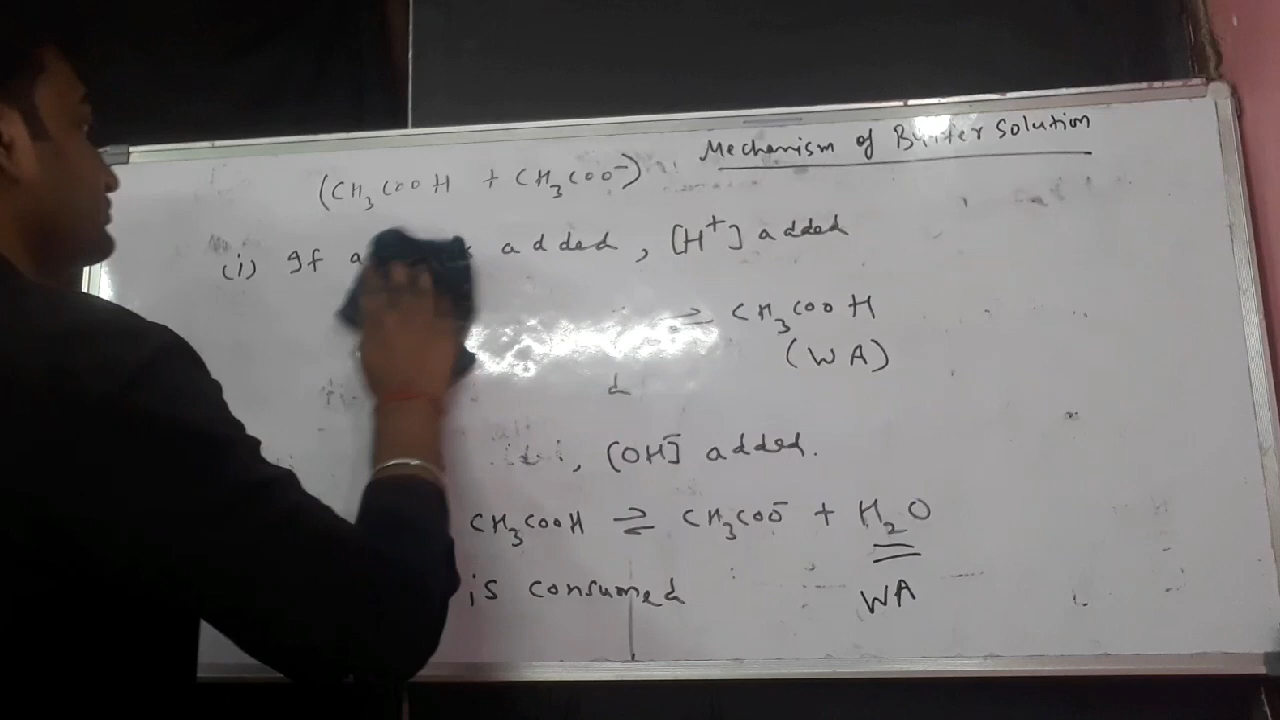 Mechanism of Buffer Solution
(CH₃COOH + CH₃COO⁻)
(i) If a added, [H⁺] added
⇌ CH₃COOH
(WA)
d
, [OH⁻] added.
CH₃COOH ⇌ CH₃COO⁻ + H₂O
is consumed WA